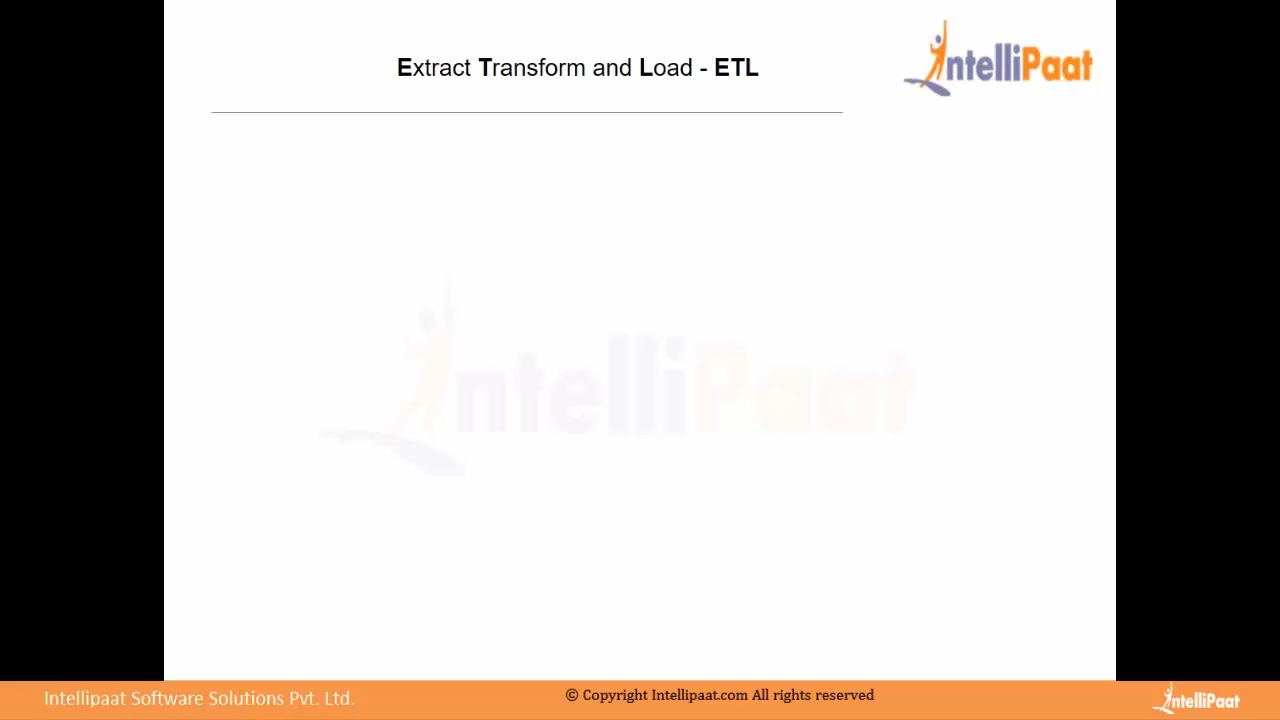 Extract Transform and Load - ETL
IntelliPaat
IntelliPaat
Intellipaat Software Solutions Pvt. Ltd.
© Copyright Intellipaat.com All rights reserved
IntelliPaat